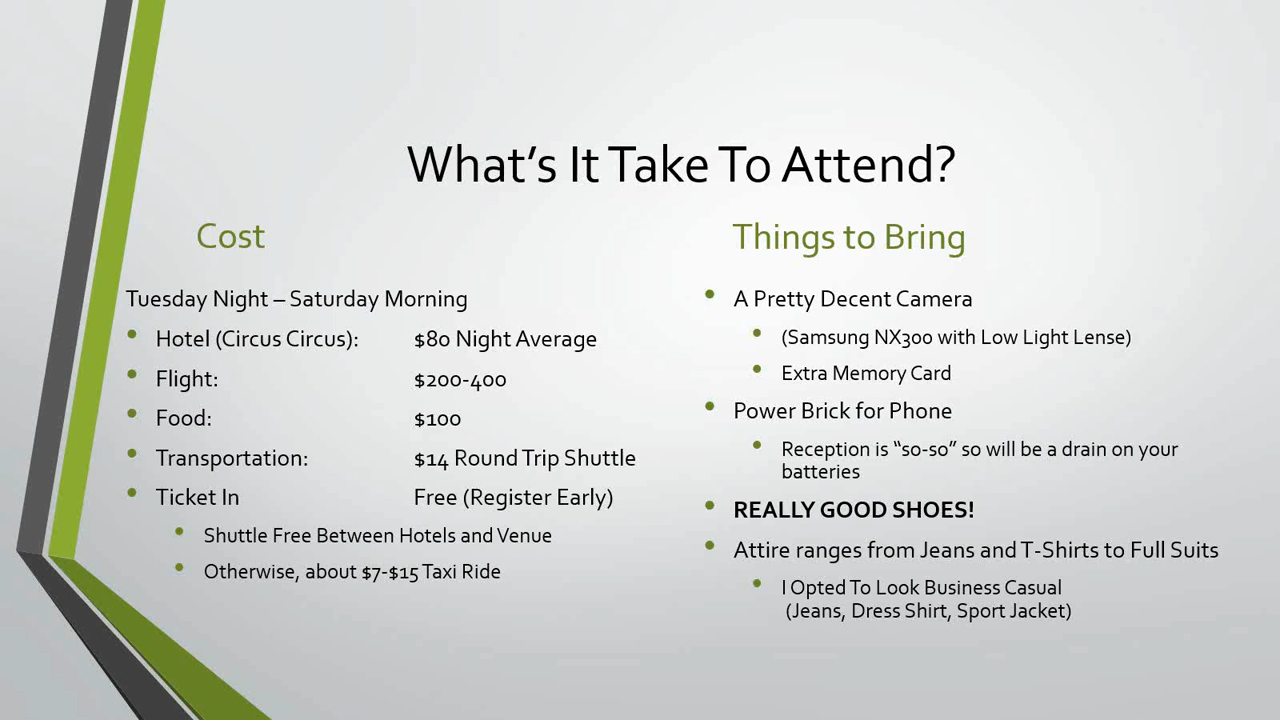 What's It Take To Attend?
Cost
Tuesday Night – Saturday Morning
Hotel (Circus Circus): $80 Night Average
Flight: $200-400
Food: $100
Transportation: $14 Round Trip Shuttle
Ticket In Free (Register Early)
Shuttle Free Between Hotels and Venue
Otherwise, about $7-$15 Taxi Ride
Things to Bring
A Pretty Decent Camera
(Samsung NX300 with Low Light Lense)
Extra Memory Card
Power Brick for Phone
Reception is “so-so” so will be a drain on your
batteries
REALLY GOOD SHOES!
Attire ranges from Jeans and T-Shirts to Full Suits
I Opted To Look Business Casual
(Jeans, Dress Shirt, Sport Jacket)